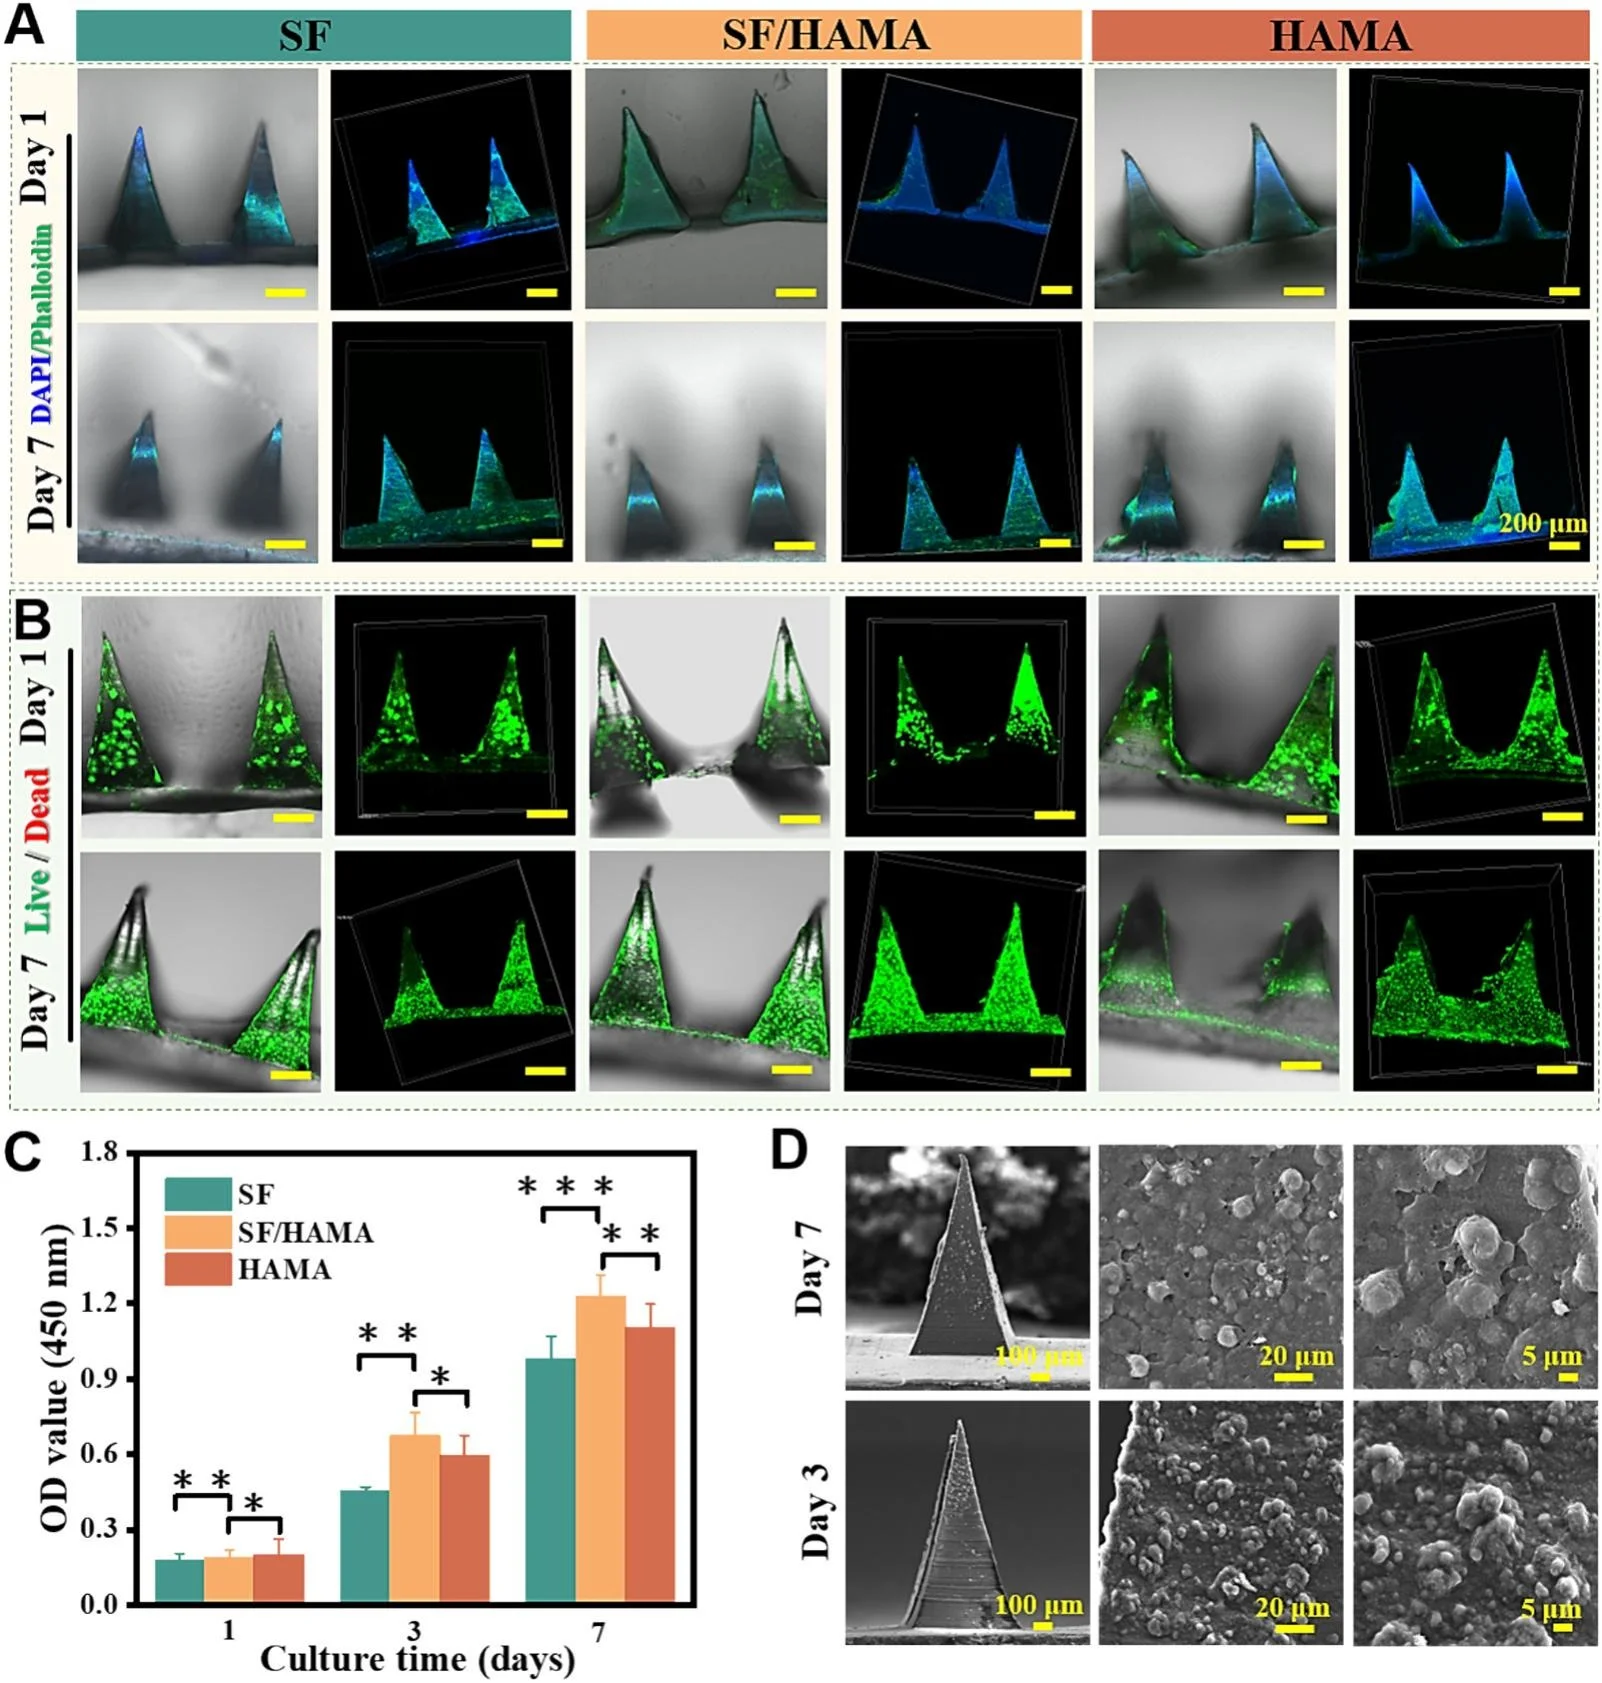 A
SF
SF/HAMA
HAMA
Day 1
DAPI/Phalloidin
Day 7
200 μm
B
Day 1
Live / Dead
Day 7
C
1.8
1.5
1.2
0.9
0.6
0.3
0.0
OD value (450 nm)
SF
SF/HAMA
HAMA
* * *
* *
* *
*
* *
*
1
3
7
Culture time (days)
D
Day 7
100 μm
20 μm
5 μm
Day 3
100 μm
20 μm
5 μm